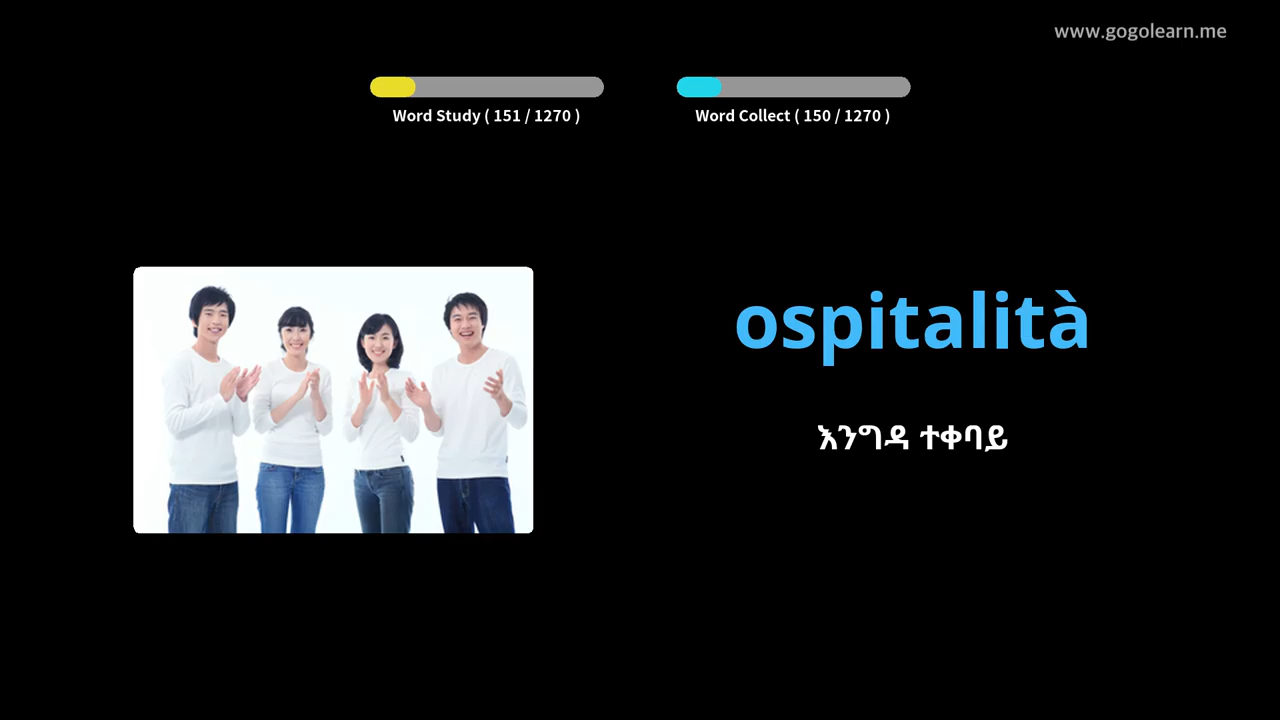 www.gogolearn.me
Word Study ( 151 / 1270 )
Word Collect ( 150 / 1270 )
ospitalità
እንግዳ ተቀባይ